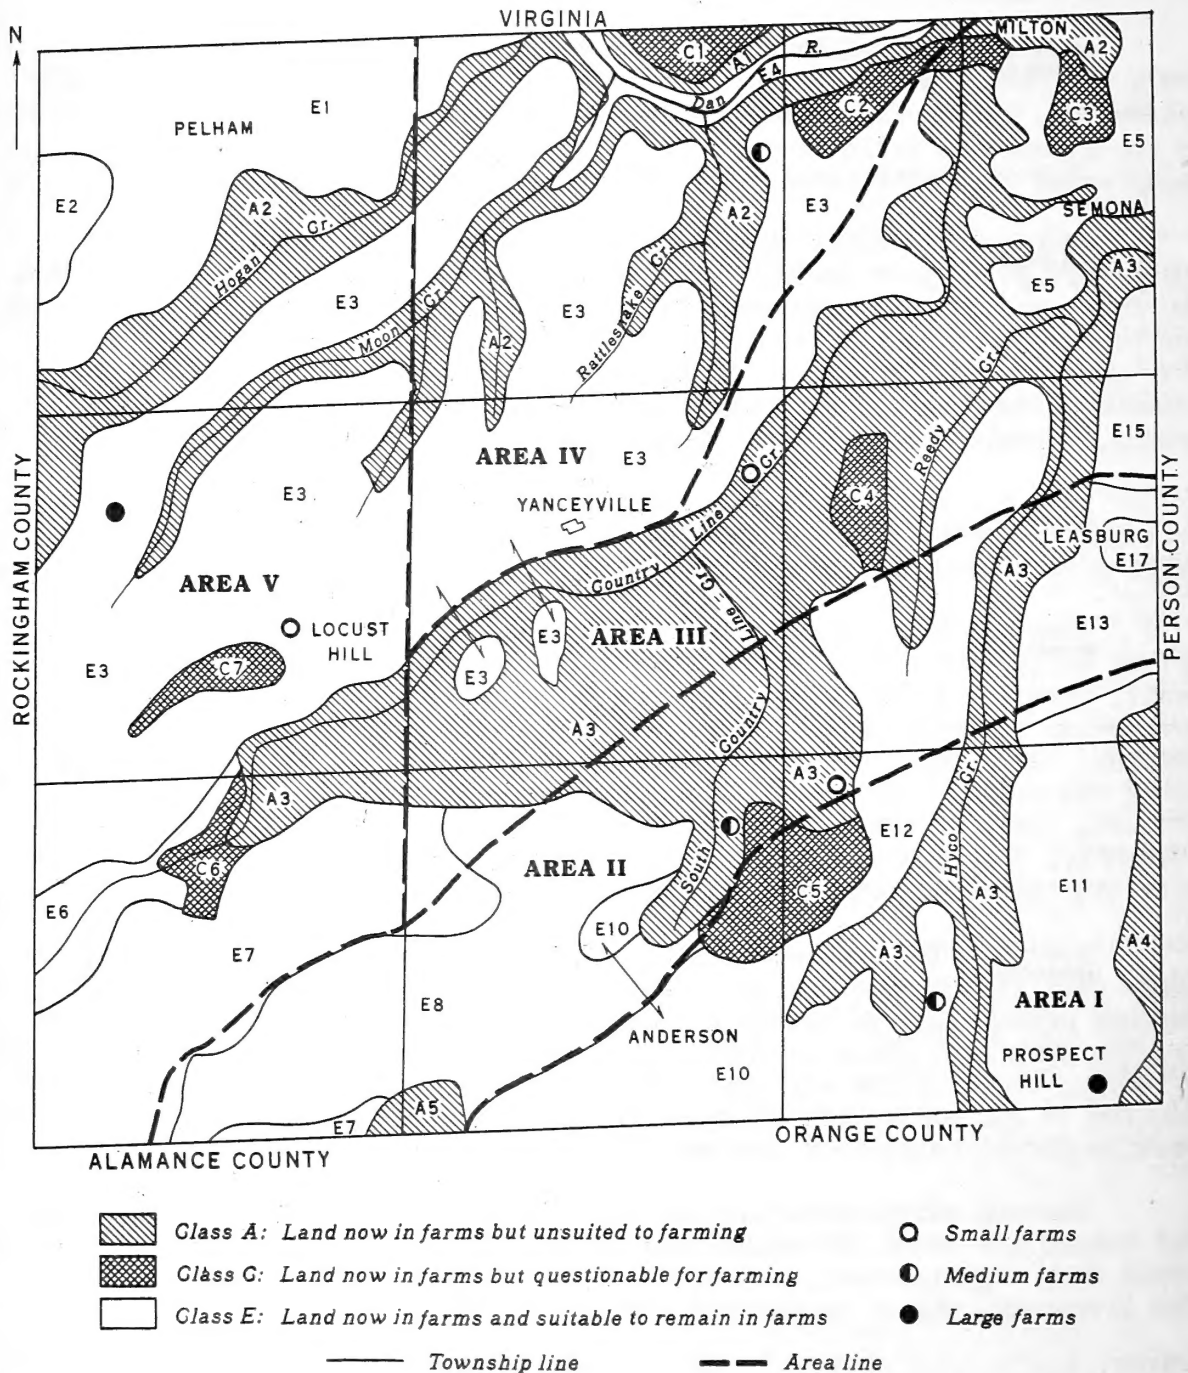 VIRGINIA
N
MILTON
C1
A1
R.
A2
E4
Dan
C2
C3
E1
PELHAM
E5
E2
A2
Cr.
Hogan
A2
E3
SEMONA
Cr.
Rattlesnake
A3
E5
E3
Moon
Cr.
E3
A2
Cr.
Reedy
E15
AREA IV
E3
Cr.
ROCKINGHAM COUNTY
E3
YANCEYVILLE
Line
C4
LEASBURG
E17
PERSON COUNTY
AREA V
Country
A3
LOCUST
HILL
E3
AREA III
Line Cr.
E13
E3
C7
E3
A3
Country
A3
A3
Cr.
E12
C6
AREA II
South
C5
Hyco
E11
E6
E10
A3
A3
A4
E7
E8
AREA I
ANDERSON
E10
PROSPECT
HILL
A5
E7
ALAMANCE COUNTY
ORANGE COUNTY
Class A: Land now in farms but unsuited to farming
Small farms
Class C: Land now in farms but questionable for farming
Medium farms
Class E: Land now in farms and suitable to remain in farms
Large farms
Township line
Area line